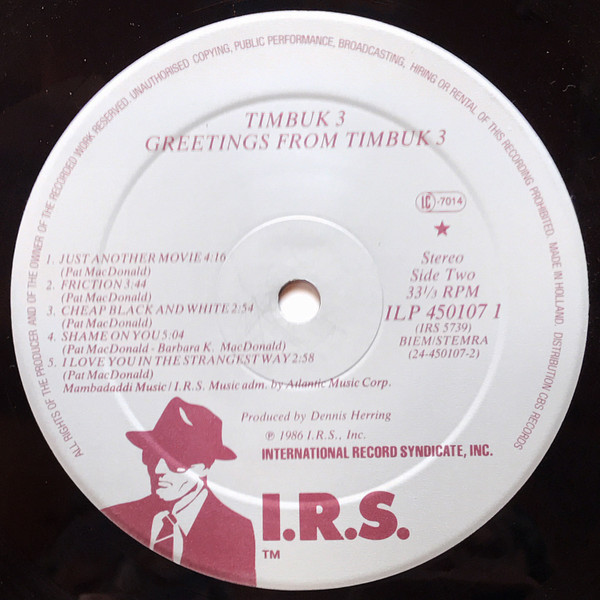 ALL RIGHTS OF THE PRODUCER AND OF THE OWNER OF THE RECORDED WORK RESERVED. UNAUTHORISED COPYING, PUBLIC PERFORMANCE, BROADCASTING, HIRING OR RENTAL OF THIS RECORDING PROHIBITED. MADE IN HOLLAND. DISTRIBUTION CBS RECORDS
TIMBUK 3
GREETINGS FROM TIMBUK 3
LC-7014
1. JUST ANOTHER MOVIE 4:16
(Pat MacDonald)
2. FRICTION 3:44
(Pat MacDonald)
3. CHEAP BLACK AND WHITE 2:54
(Pat MacDonald)
4. SHAME ON YOU 5:04
(Pat MacDonald - Barbara K. MacDonald)
5. I LOVE YOU IN THE STRANGEST WAY 2:58
(Pat MacDonald)
Mambadaddi Music / I.R.S. Music adm. by Atlantic Music Corp.
Stereo
Side Two
33⅓ RPM
ILP 450107 1
(IRS 5739)
BIEM/STEMRA
(24-450107-2)
Produced by Dennis Herring
℗ 1986 I.R.S., Inc.
INTERNATIONAL RECORD SYNDICATE, INC.
I.R.S.
TM